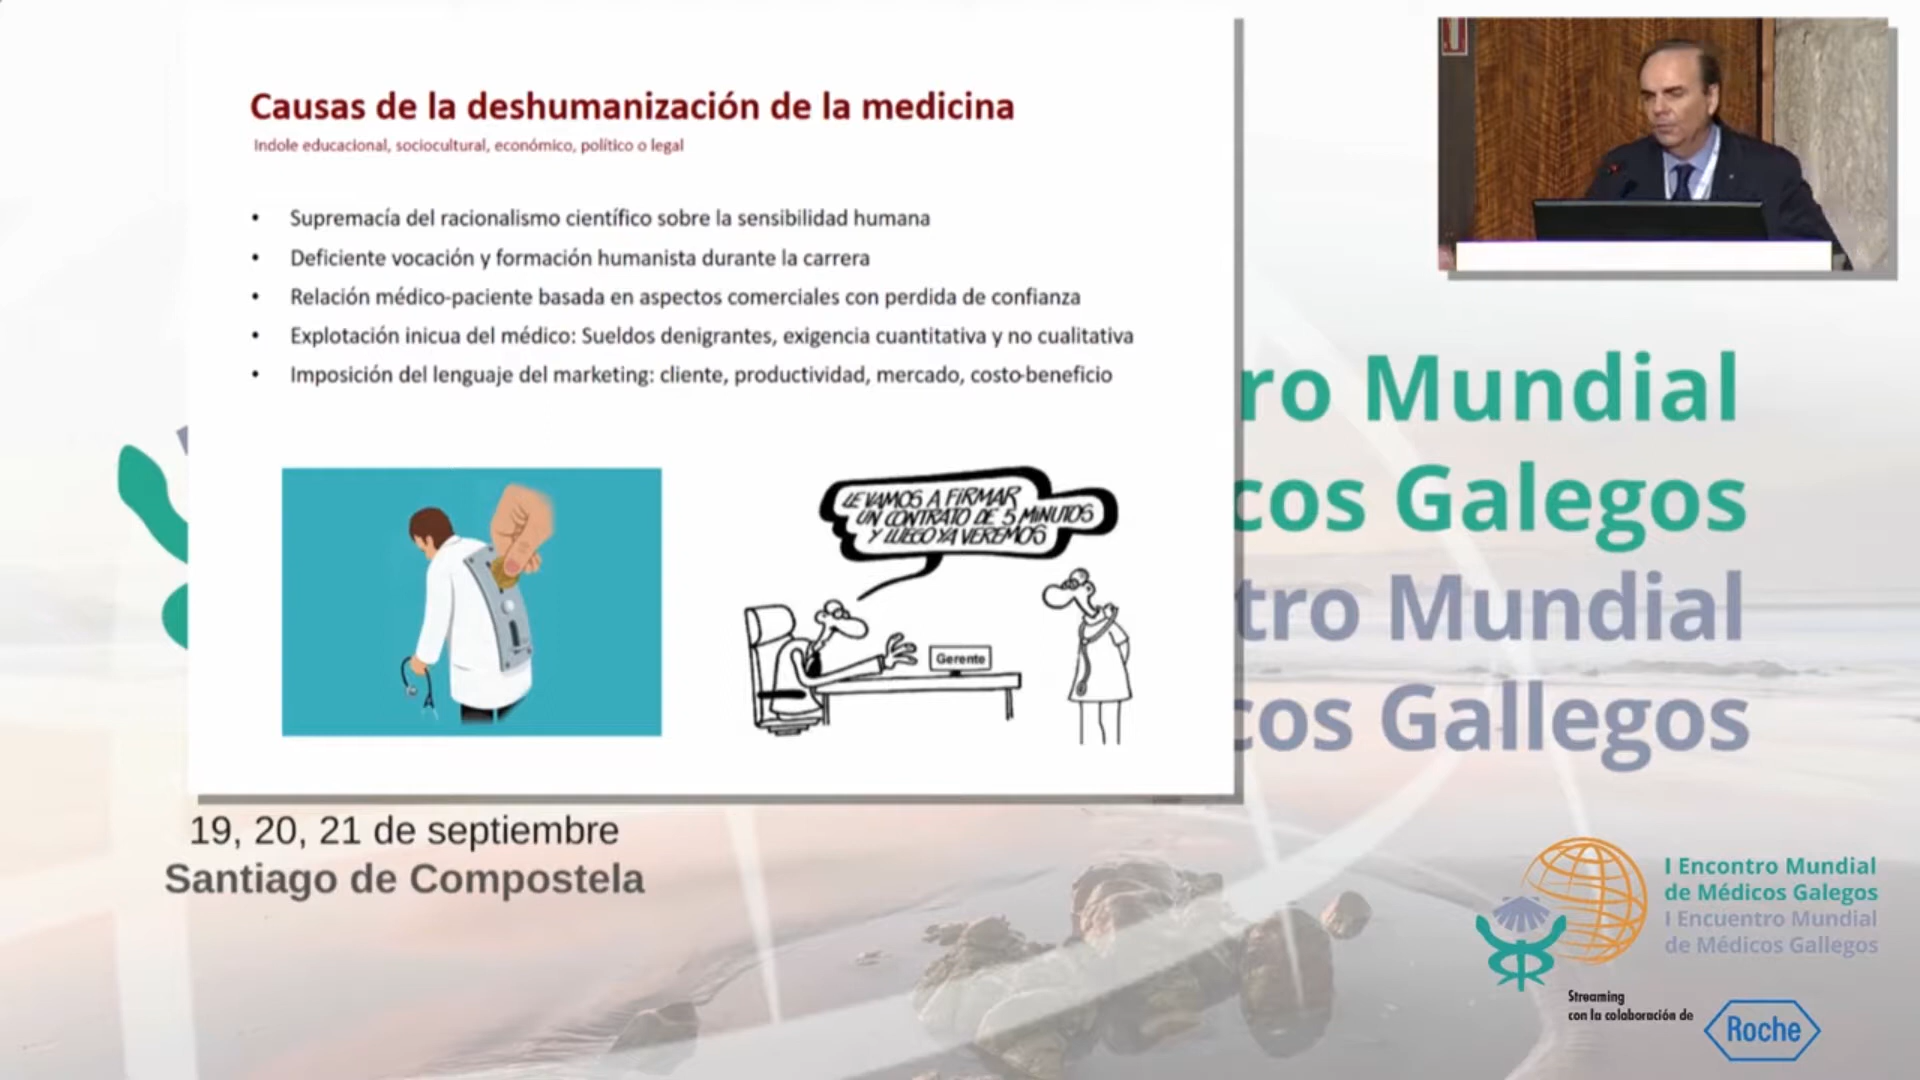 Causas de la deshumanización de la medicina
Indole educacional, sociocultural, económico, político o legal
• Supremacía del racionalismo científico sobre la sensibilidad humana
• Deficiente vocación y formación humanista durante la carrera
• Relación médico-paciente basada en aspectos comerciales con perdida de confianza
• Explotación inicua del médico: Sueldos denigrantes, exigencia cuantitativa y no cualitativa
• Imposición del lenguaje del marketing: cliente, productividad, mercado, costo-beneficio
LE VAMOS A FIRMAR
UN CONTRATO DE 5 MINUTOS
Y LUEGO YA VEREMOS
Gerente
ro Mundial
cos Galegos
tro Mundial
cos Gallegos
19, 20, 21 de septiembre
Santiago de Compostela
I Encontro Mundial
de Médicos Galegos
I Encuentro Mundial
de Médicos Gallegos
Streaming
con la colaboración de
Roche